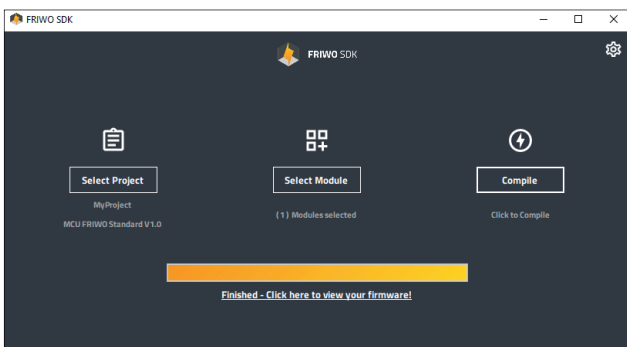 FRIWO SDK
FRIWO SDK
Select Project
Select Module
Compile
MyProject
MCU FRIWO Standard V1.0
(1) Modules selected
Click to Compile
Finished - Click here to view your firmware!